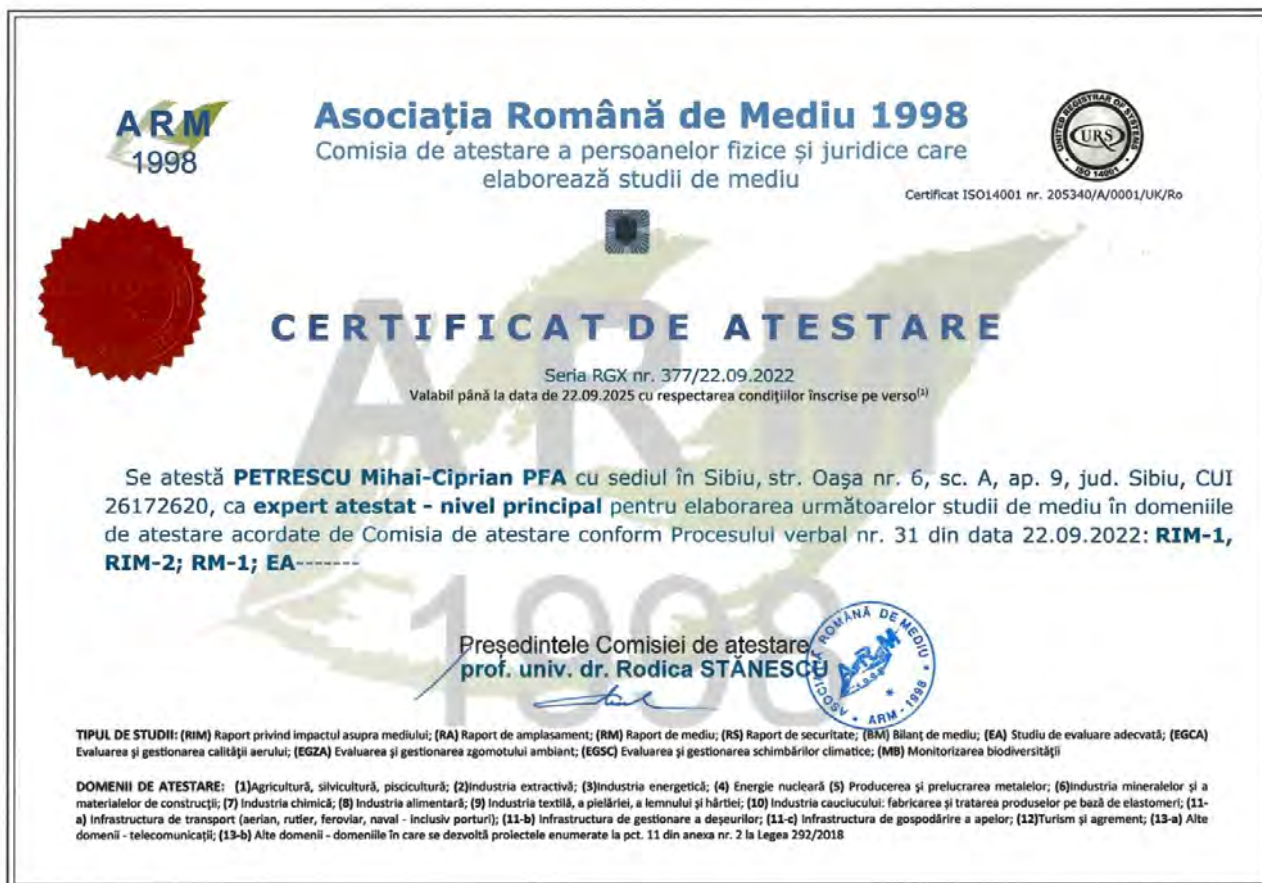 ARM
1998
Asociația Română de Mediu 1998
Comisia de atestare a persoanelor fizice și juridice care
elaborează studii de mediu
UNITED REGISTRAR OF SYSTEMS
URS
ISO 14001
Certificat ISO14001 nr. 205340/A/0001/UK/Ro
CERTIFICAT DE ATESTARE
Seria RGX nr. 377/22.09.2022
Valabil până la data de 22.09.2025 cu respectarea condițiilor înscrise pe verso(1)
Se atestă PETRESCU Mihai-Ciprian PFA cu sediul în Sibiu, str. Oaşa nr. 6, sc. A, ap. 9, jud. Sibiu, CUI
26172620, ca expert atestat - nivel principal pentru elaborarea următoarelor studii de mediu în domeniile
de atestare acordate de Comisia de atestare conform Procesului verbal nr. 31 din data 22.09.2022: RIM-1,
RIM-2; RM-1; EA-------
ARM
1998
Președintele Comisiei de atestare
prof. univ. dr. Rodica STĂNESCU
ASOCIAȚIA ROMÂNĂ DE MEDIU * ARM - 1998 *
TIPUL DE STUDII: (RIM) Raport privind impactul asupra mediului; (RA) Raport de amplasament; (RM) Raport de mediu; (RS) Raport de securitate; (BM) Bilanț de mediu; (EA) Studiu de evaluare adecvată; (EGCA)
Evaluarea și gestionarea calității aerului; (EGZA) Evaluarea și gestionarea zgomotului ambiant; (EGSC) Evaluarea și gestionarea schimbărilor climatice; (MB) Monitorizarea biodiversității
DOMENII DE ATESTARE: (1)Agricultură, silvicultură, piscicultură; (2)Industria extractivă; (3)Industria energetică; (4) Energie nucleară (5) Producerea și prelucrarea metalelor; (6)Industria mineralelor și a
materialelor de construcții; (7) Industria chimică; (8) Industria alimentară; (9) Industria textilă, a pielăriei, a lemnului și hârtiei; (10) Industria cauciucului: fabricarea și tratarea produselor pe bază de elastomeri; (11-
a) Infrastructura de transport (aerian, rutier, feroviar, naval - inclusiv porturi); (11-b) Infrastructura de gestionare a deșeurilor; (11-c) Infrastructura de gospodărire a apelor; (12)Turism și agrement; (13-a) Alte
domenii - telecomunicații; (13-b) Alte domenii - domeniile în care se dezvoltă proiectele enumerate la pct. 11 din anexa nr. 2 la Legea 292/2018